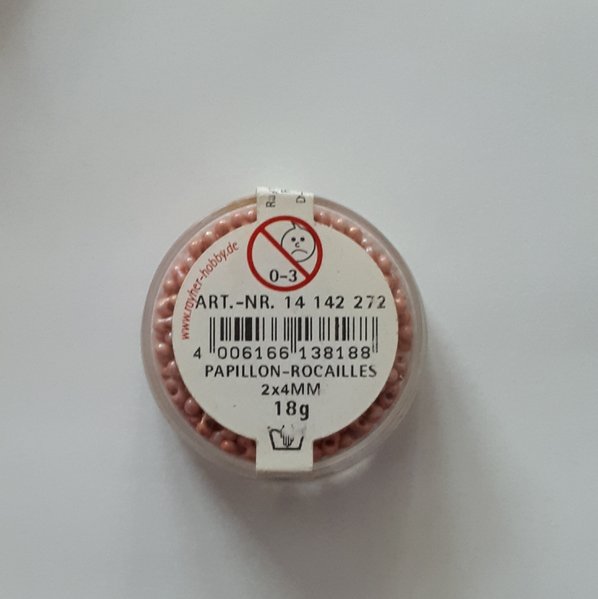 www.rayher-hobby.de
0-3
ART.-NR. 14 142 272
4 006166 138188
PAPILLON-ROCAILLES
2x4MM
18g